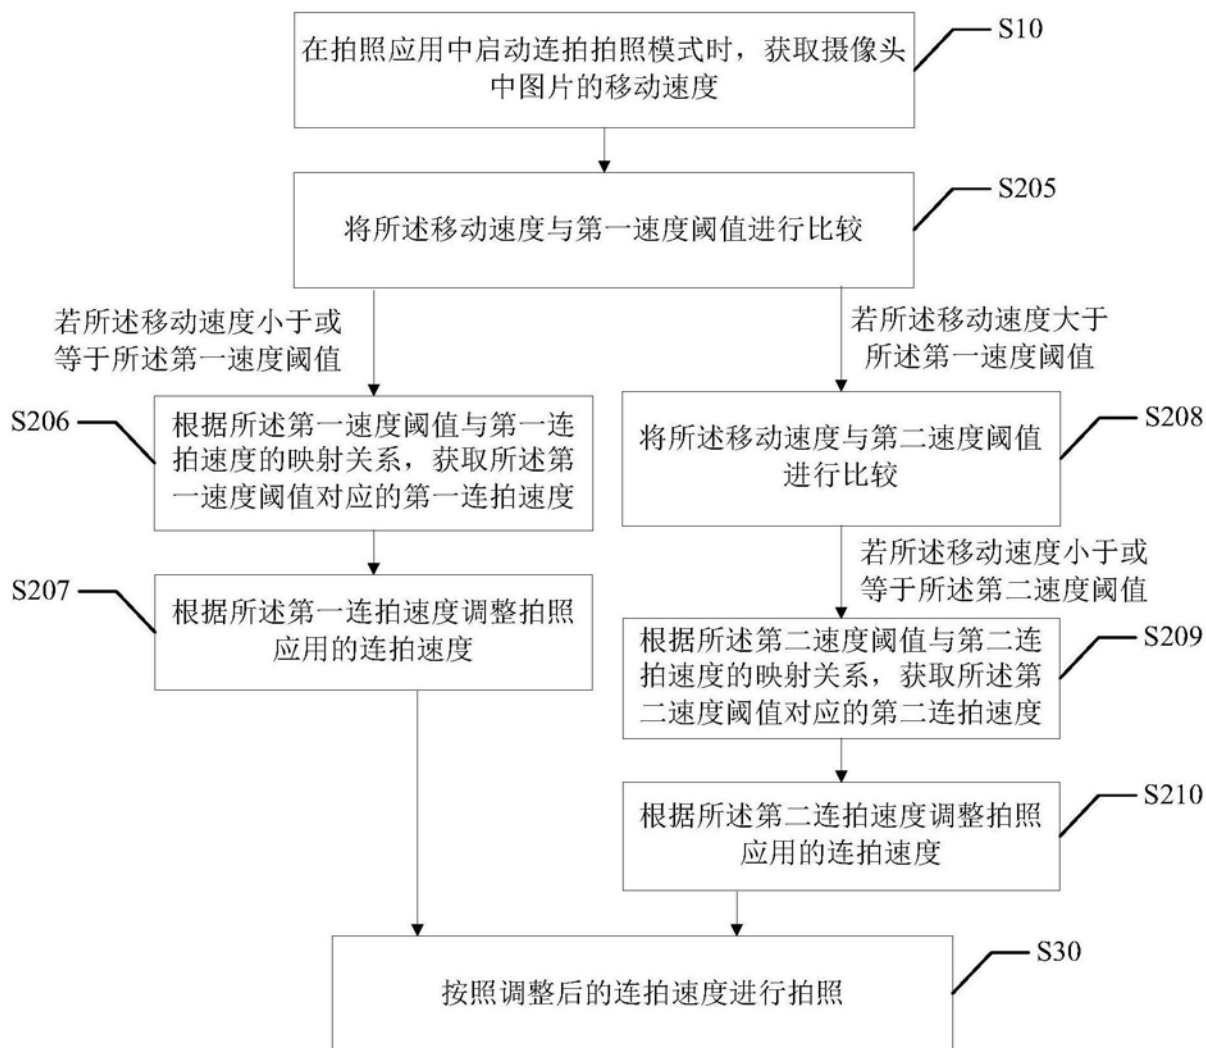 在拍照应用中启动连拍拍照模式时，获取摄像头
中图片的移动速度
S10
将所述移动速度与第一速度阈值进行比较
S205
若所述移动速度小于或
等于所述第一速度阈值
若所述移动速度大于
所述第一速度阈值
S206
根据所述第一速度阈值与第一连
拍速度的映射关系，获取所述第
一速度阈值对应的第一连拍速度
将所述移动速度与第二速度阈值
进行比较
S208
若所述移动速度小于或
等于所述第二速度阈值
S207
根据所述第一连拍速度调整拍照
应用的连拍速度
根据所述第二速度阈值与第二连
拍速度的映射关系，获取所述第
二速度阈值对应的第二连拍速度
S209
根据所述第二连拍速度调整拍照
应用的连拍速度
S210
按照调整后的连拍速度进行拍照
S30